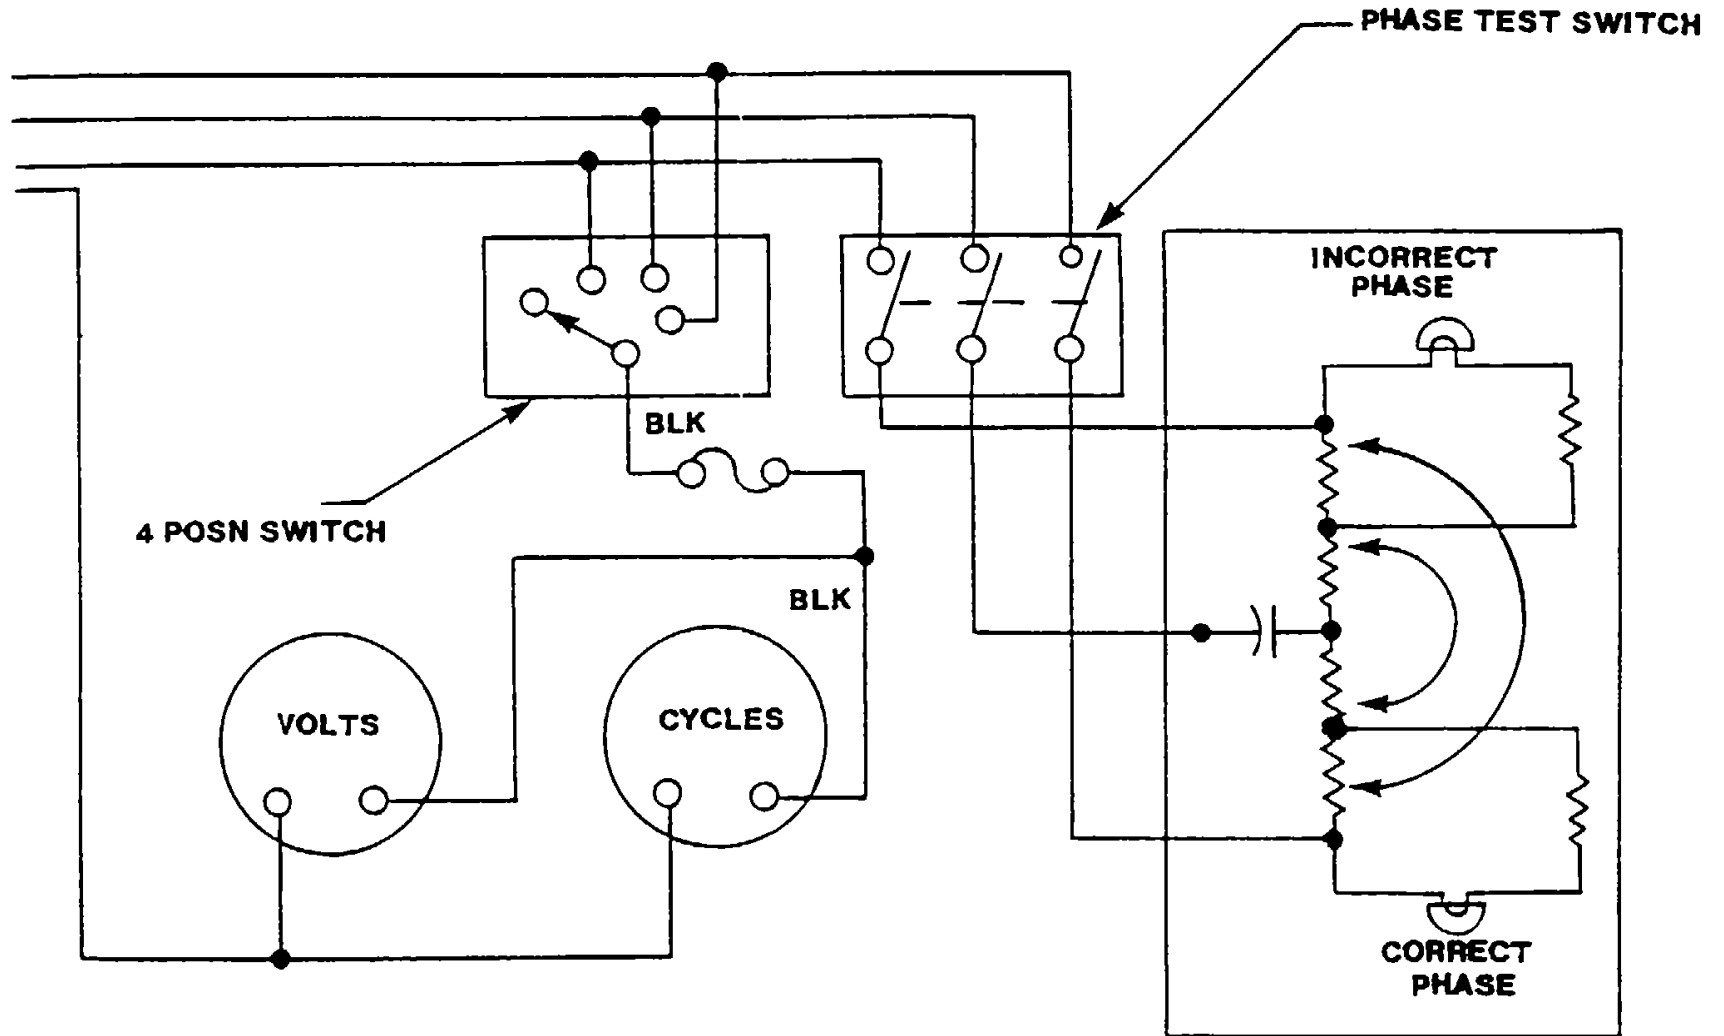 PHASE TEST SWITCH
INCORRECT
PHASE
BLK
4 POSN SWITCH
BLK
VOLTS
CYCLES
CORRECT
PHASE